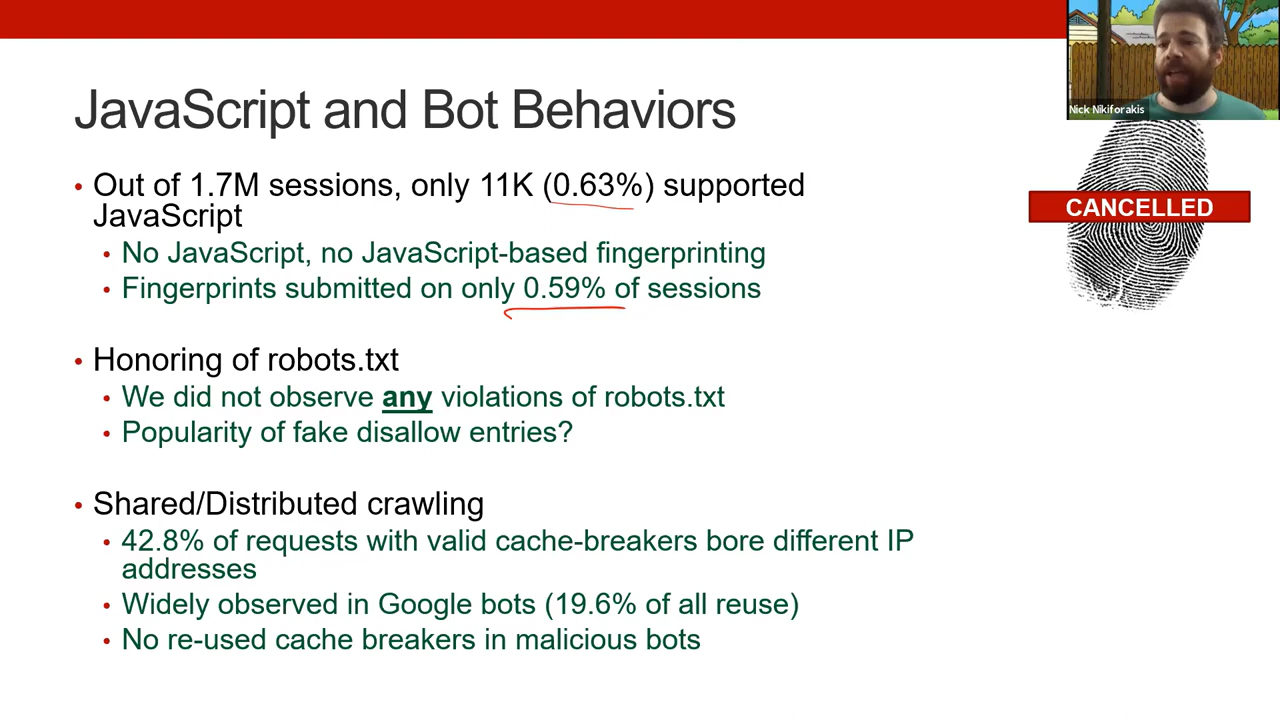 Nick Nikiforakis
JavaScript and Bot Behaviors
CANCELLED
• Out of 1.7M sessions, only 11K (0.63%) supported
JavaScript
• No JavaScript, no JavaScript-based fingerprinting
• Fingerprints submitted on only 0.59% of sessions
• Honoring of robots.txt
• We did not observe any violations of robots.txt
• Popularity of fake disallow entries?
• Shared/Distributed crawling
• 42.8% of requests with valid cache-breakers bore different IP
addresses
• Widely observed in Google bots (19.6% of all reuse)
• No re-used cache breakers in malicious bots